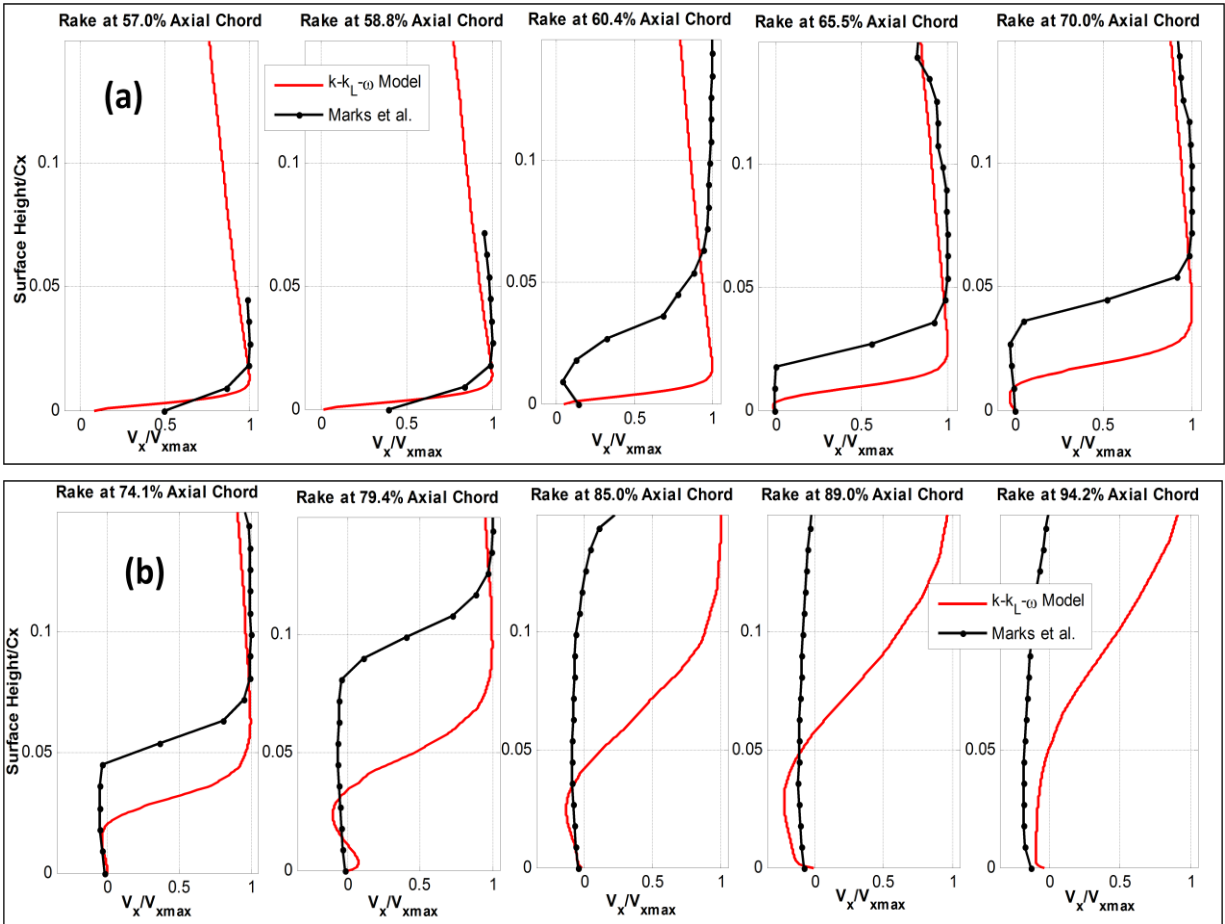 Rake at 57.0% Axial Chord
Rake at 58.8% Axial Chord
Rake at 60.4% Axial Chord
Rake at 65.5% Axial Chord
Rake at 70.0% Axial Chord
(a)
k-kL-ω Model
Marks et al.
Surface Height/Cx
0.1 0.1 0.1 0.1 0.1
0.05 0.05 0.05 0.05 0.05
0 0 0 0 0
0 0.5 1 0 0.5 1 0 0.5 1 0 0.5 1 0 0.5 1
Vx/Vxmax Vx/Vxmax Vx/Vxmax Vx/Vxmax Vx/Vxmax
Rake at 74.1% Axial Chord
Rake at 79.4% Axial Chord
Rake at 85.0% Axial Chord
Rake at 89.0% Axial Chord
Rake at 94.2% Axial Chord
(b)
k-kL-ω Model
Marks et al.
Surface Height/Cx
0.1 0.1 0.1 0.1 0.1
0.05 0.05 0.05 0.05 0.05
0 0 0 0 0
0 0.5 1 0 0.5 1 0 0.5 1 0 0.5 1 0 0.5 1
Vx/Vxmax Vx/Vxmax Vx/Vxmax Vx/Vxmax Vx/Vxmax